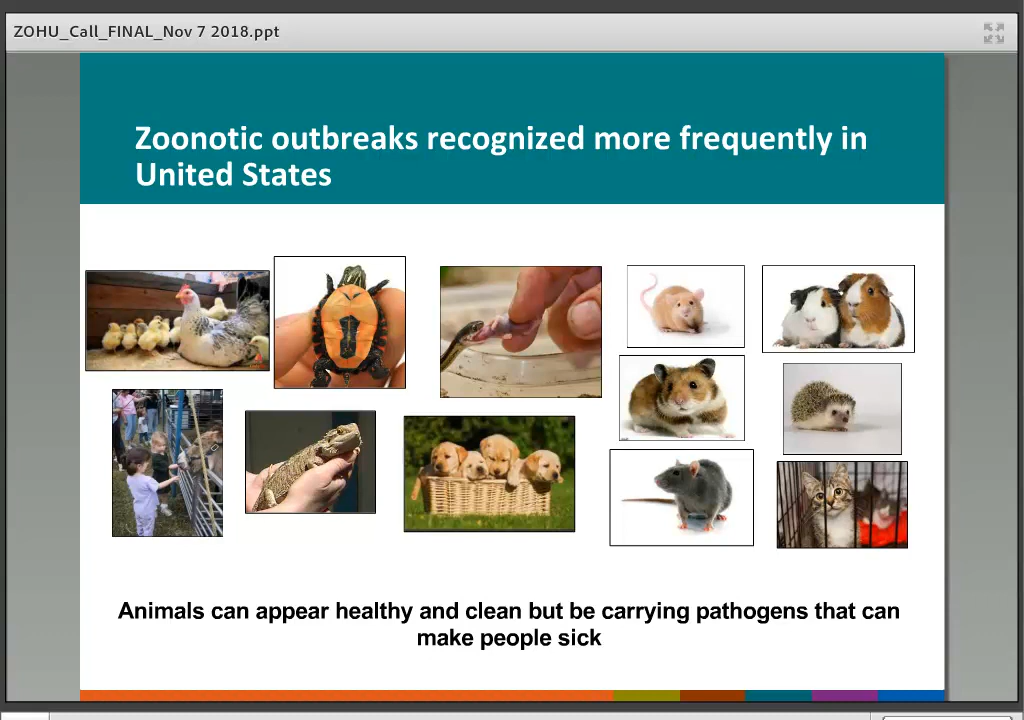 ZOHU_Call_FINAL_Nov 7 2018.ppt
Zoonotic outbreaks recognized more frequently in
United States
Animals can appear healthy and clean but be carrying pathogens that can
make people sick